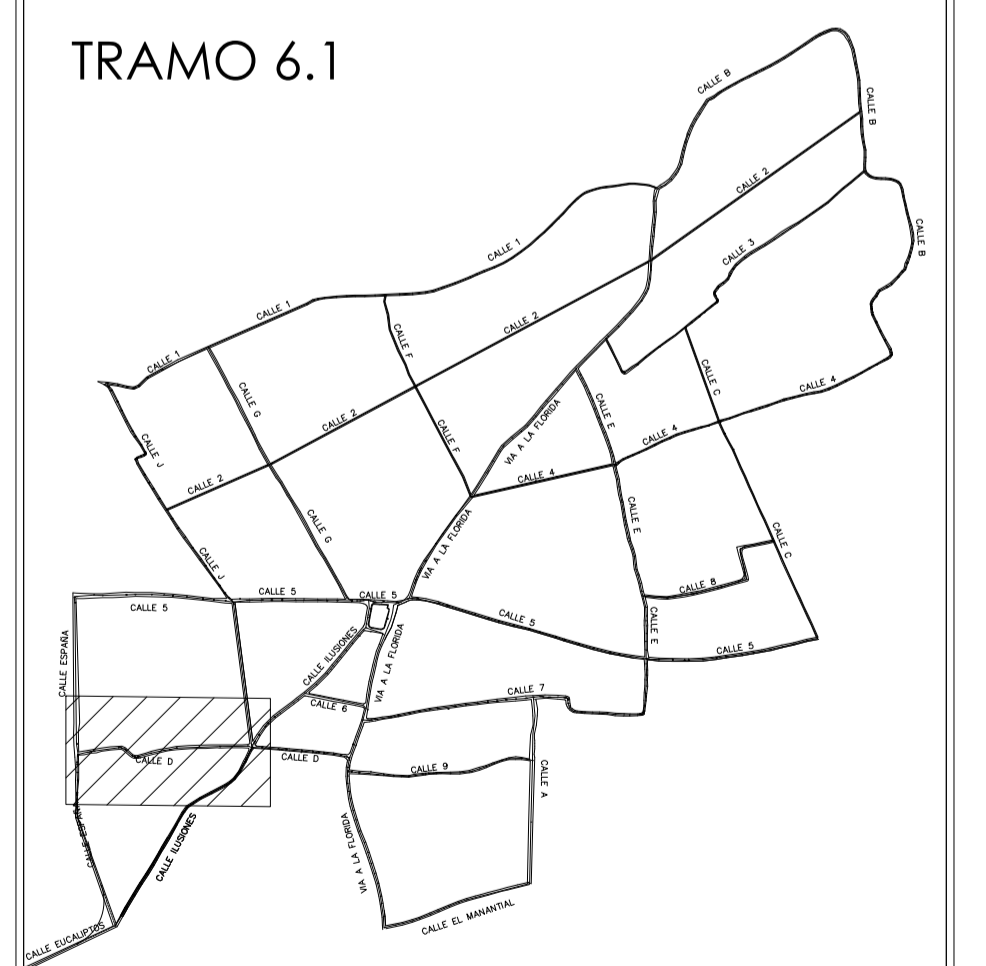 TRAMO 6.1
CALLE B
CALLE B
CALLE 2
CALLE B
CALLE 3
CALLE 1
CALLE 1
CALLE 2
CALLE F
CALLE 1
CALLE C
CALLE 4
CALLE G
CALLE E
CALLE 2
VIA A LA FLORIDA
CALLE F
CALLE 4
CALLE J
CALLE 4
CALLE 2
CALLE E
CALLE G
VIA A LA FLORIDA
CALLE C
CALLE J
CALLE 8
CALLE 5
CALLE 5
CALLE 5
CALLE 5
CALLE E
CALLE 5
CALLE ILUSIONES
VIA A LA FLORIDA
CALLE ESPAÑA
CALLE 7
CALLE 6
CALLE D
CALLE D
CALLE 9
CALLE A
CALLE ESPAÑA
CALLE ILUSIONES
VIA A LA FLORIDA
CALLE EL MANANTIAL
CALLE EUCALIPTOS